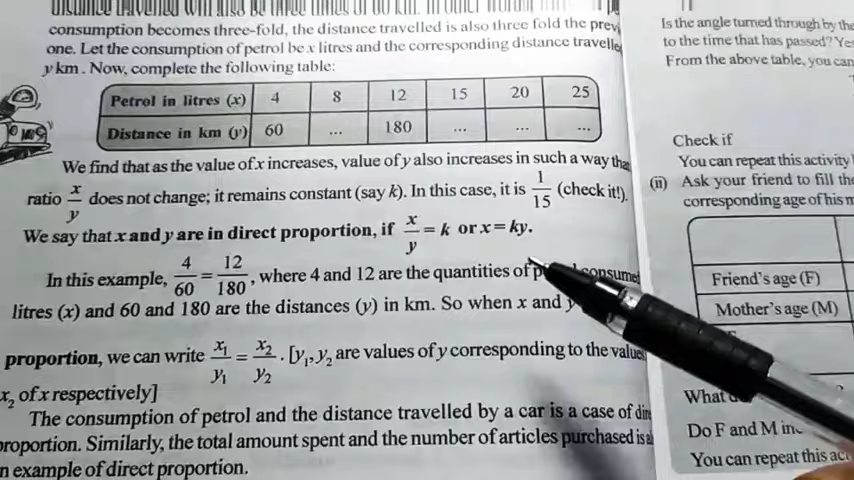 consumption becomes three-fold, the distance travelled is also three fold the
one. Let the consumption of petrol be x litres and the corresponding distance
y km. Now, complete the following table:
Petrol in litres (x) 4 8 12 15 20 25
Distance in km (y) 60 ... 180 ... ... ...
We find that as the value of x increases, value of y also increases in such a way
ratio x/y does not change; it remains constant (say k). In this case, it is 1/15 (check it!).
We say that x and y are in direct proportion, if x/y = k or x = ky.
In this example, 4/60 = 12/180, where 4 and 12 are the quantities of
litres (x) and 60 and 180 are the distances (y) in km. So when x and
proportion, we can write x₁/y₁ = x₂/y₂. [y₁, y₂ are values of y corresponding to the
x₂ of x respectively]
The consumption of petrol and the distance travelled by a car is a case of
proportion. Similarly, the total amount spent and the number of articles purchased is
example of direct proportion.
Is the angle turned through by the
to the time that has passed?
From the above table, you can
Check if
You can repeat this activity
(ii) Ask your friend to fill the
corresponding age of his
Friend's age (F)
Mother's age (M)
What
Do F and M
You can repeat this